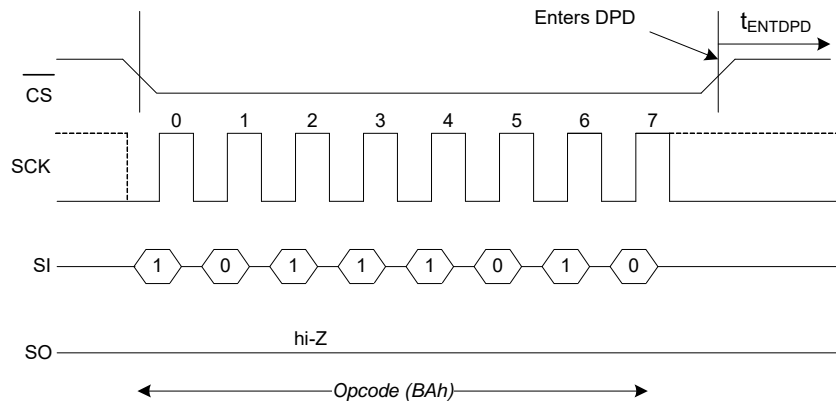 Enters DPD
tENTDPD
CS
0 1 2 3 4 5 6 7
SCK
SI 1 0 1 1 1 0 1 0
hi-Z
SO
Opcode (BAh)